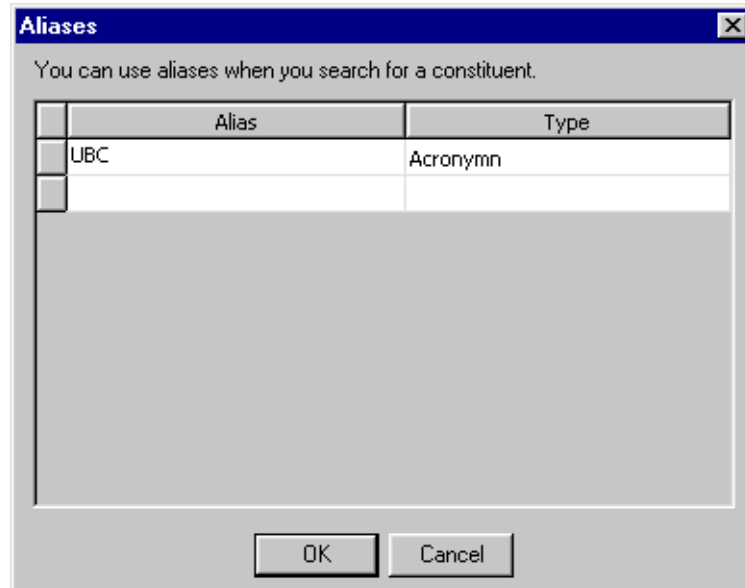 Aliases
You can use aliases when you search for a constituent.
Alias Type
UBC Acronymn
OK Cancel